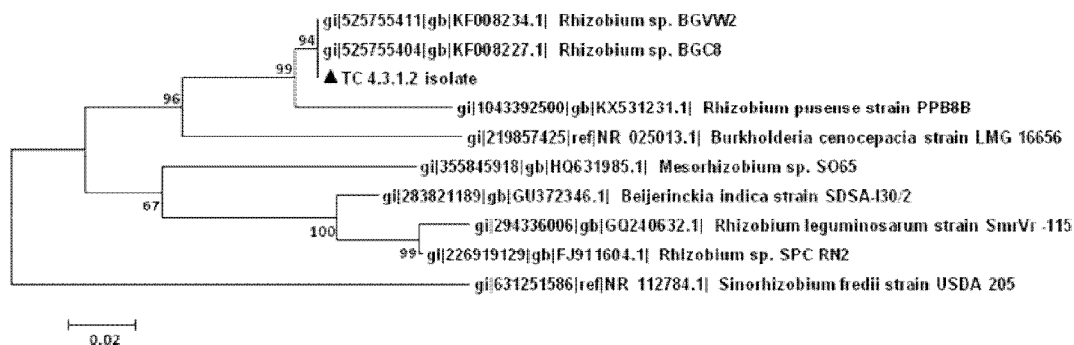 gi|525755411|gb|KF008234.1| Rhizobium sp. BGVW2
94
gi|525755404|gb|KF008227.1| Rhizobium sp. BGC8
99
▲TC 4.3.1.2 isolate
96
gi|1043392500|gb|KX531231.1| Rhizobium pusense strain PPB8B
gi|219857425|ref|NR 025013.1| Burkholderia cenocepacia strain LMG 16656
gi|355845918|gb|HQ631985.1| Mesorhizobium sp. SO65
67
gi|283821189|gb|GU372346.1| Beijerinckia indica strain SDSA-I30/2
gi|294336006|gb|GQ240632.1| Rhizobium leguminosarum strain SmrVr -115
100
99
gi|226919129|gb|FJ911604.1| Rhizobium sp. SPC RN2
gi|631251586|ref|NR 112784.1| Sinorhizobium fredii strain USDA 205
0.02